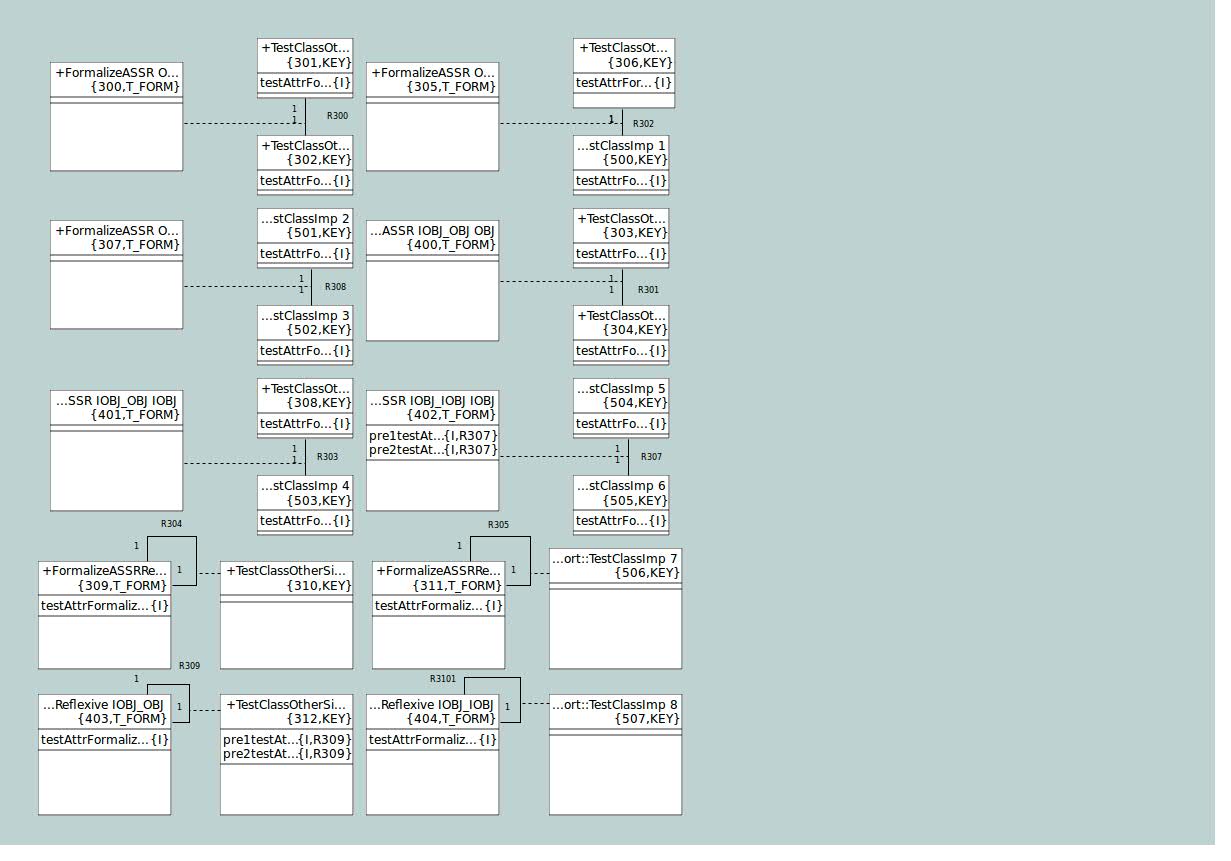 +FormalizeASSR O...
{300,T_FORM}
+TestClassOt...
{301,KEY}
testAttrFo...{I}
1
1
R300
+TestClassOt...
{302,KEY}
testAttrFo...{I}
+FormalizeASSR O...
{305,T_FORM}
+TestClassOt...
{306,KEY}
testAttrFor...{I}
1
R302
...stClassImp 1
{500,KEY}
testAttrFo...{I}
+FormalizeASSR O...
{307,T_FORM}
...stClassImp 2
{501,KEY}
testAttrFo...{I}
1
1
R308
...stClassImp 3
{502,KEY}
testAttrFo...{I}
...ASSR IOBJ_OBJ OBJ
{400,T_FORM}
+TestClassOt...
{303,KEY}
testAttrFo...{I}
1
1
R301
+TestClassOt...
{304,KEY}
testAttrFo...{I}
...SSR IOBJ_OBJ IOBJ
{401,T_FORM}
+TestClassOt...
{308,KEY}
testAttrFo...{I}
1
1
R303
...stClassImp 4
{503,KEY}
testAttrFo...{I}
...SSR IOBJ_IOBJ IOBJ
{402,T_FORM}
pre1testAt...{I,R307}
pre2testAt...{I,R307}
...stClassImp 5
{504,KEY}
testAttrFo...{I}
1
1
R307
...stClassImp 6
{505,KEY}
testAttrFo...{I}
R304
1
1
+FormalizeASSRRe...
{309,T_FORM}
testAttrFormaliz...{I}
+TestClassOtherSi...
{310,KEY}
R305
1
1
+FormalizeASSRRe...
{311,T_FORM}
testAttrFormaliz...{I}
...ort::TestClassImp 7
{506,KEY}
R309
1
1
...Reflexive IOBJ_OBJ
{403,T_FORM}
testAttrFormaliz...{I}
+TestClassOtherSi...
{312,KEY}
pre1testAt...{I,R309}
pre2testAt...{I,R309}
R3101
1
...Reflexive IOBJ_IOBJ
{404,T_FORM}
testAttrFormaliz...{I}
...ort::TestClassImp 8
{507,KEY}